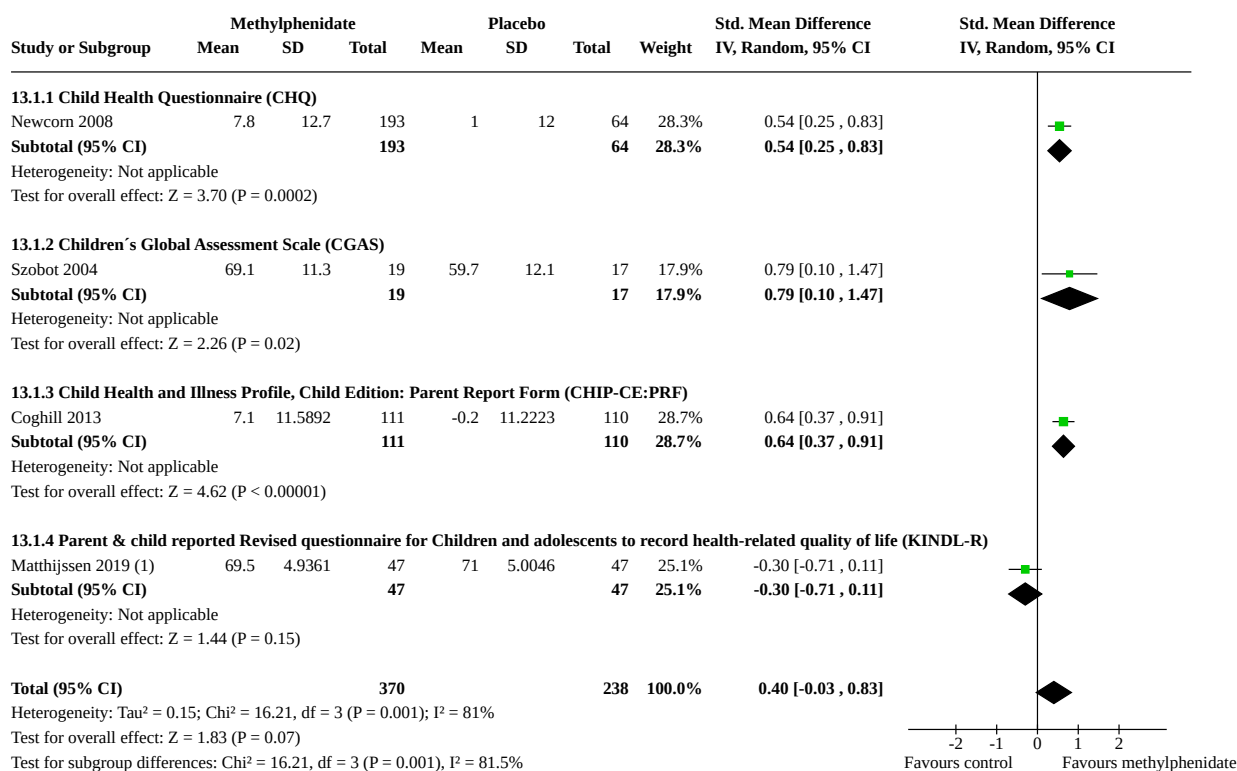 Methylphenidate Placebo Std. Mean Difference Std. Mean Difference
Study or Subgroup Mean SD Total Mean SD Total Weight IV, Random, 95% CI IV, Random, 95% CI
13.1.1 Child Health Questionnaire (CHQ)
Newcorn 2008 7.8 12.7 193 1 12 64 28.3% 0.54 [0.25 , 0.83]
Subtotal (95% CI) 193 64 28.3% 0.54 [0.25 , 0.83]
Heterogeneity: Not applicable
Test for overall effect: Z = 3.70 (P = 0.0002)
13.1.2 Children´s Global Assessment Scale (CGAS)
Szobot 2004 69.1 11.3 19 59.7 12.1 17 17.9% 0.79 [0.10 , 1.47]
Subtotal (95% CI) 19 17 17.9% 0.79 [0.10 , 1.47]
Heterogeneity: Not applicable
Test for overall effect: Z = 2.26 (P = 0.02)
13.1.3 Child Health and Illness Profile, Child Edition: Parent Report Form (CHIP-CE:PRF)
Coghill 2013 7.1 11.5892 111 -0.2 11.2223 110 28.7% 0.64 [0.37 , 0.91]
Subtotal (95% CI) 111 110 28.7% 0.64 [0.37 , 0.91]
Heterogeneity: Not applicable
Test for overall effect: Z = 4.62 (P < 0.00001)
13.1.4 Parent & child reported Revised questionnaire for Children and adolescents to record health-related quality of life (KINDL-R)
Matthijssen 2019 (1) 69.5 4.9361 47 71 5.0046 47 25.1% -0.30 [-0.71 , 0.11]
Subtotal (95% CI) 47 47 25.1% -0.30 [-0.71 , 0.11]
Heterogeneity: Not applicable
Test for overall effect: Z = 1.44 (P = 0.15)
Total (95% CI) 370 238 100.0% 0.40 [-0.03 , 0.83]
Heterogeneity: Tau² = 0.15; Chi² = 16.21, df = 3 (P = 0.001); I² = 81%
Test for overall effect: Z = 1.83 (P = 0.07)
-2 -1 0 1 2
Test for subgroup differences: Chi² = 16.21, df = 3 (P = 0.001), I² = 81.5%
Favours control Favours methylphenidate